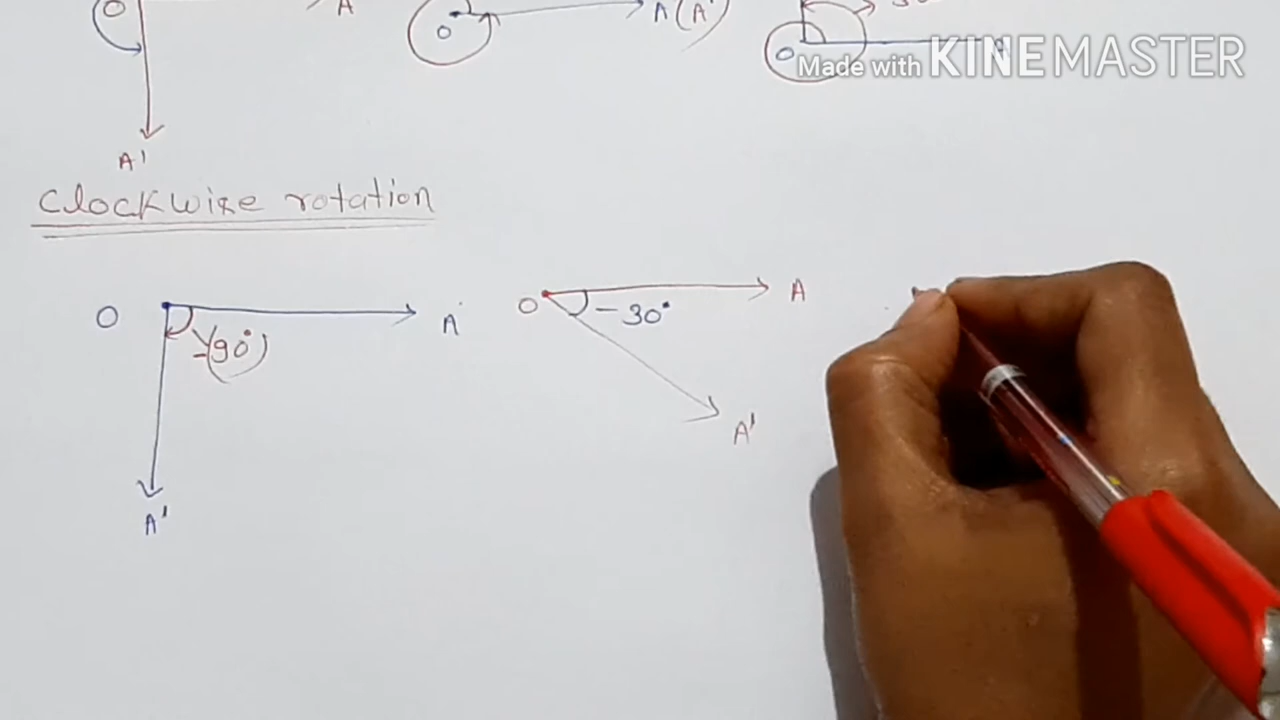 O A O A(A') O
Made with KINEMASTER
A'
Clockwise rotation
O A O A
-(90°) -30°
A' A'